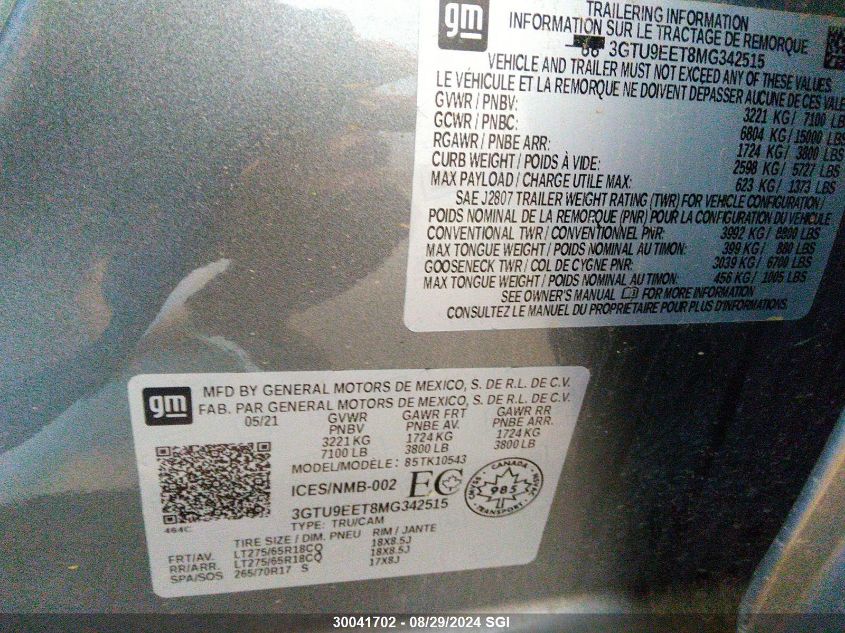 gm
TRAILERING INFORMATION
INFORMATION SUR LE TRACTAGE DE REMORQUE
3GTU9EET8MG342515
VEHICLE AND TRAILER MUST NOT EXCEED ANY OF THESE VALUES
LE VÉHICULE ET LA REMORQUE NE DOIVENT DÉPASSER AUCUNE DE CES VALE
GVWR / PNBV: 3221 KG / 7100 LBS
GCWR / PNBC: 6804 KG / 15000 LBS
RGAWR / PNBE ARR: 1724 KG / 3800 LBS
CURB WEIGHT / POIDS À VIDE: 2598 KG / 5727 LBS
MAX PAYLOAD / CHARGE UTILE MAX: 623 KG / 1373 LBS
SAE J2807 TRAILER WEIGHT RATING (TWR) FOR VEHICLE CONFIGURATION /
POIDS NOMINAL DE LA REMORQUE (PNR) POUR LA CONFIGURATION DU VÉHICULE
CONVENTIONAL TWR / CONVENTIONNEL PNR: 3992 KG / 8800 LBS
MAX TONGUE WEIGHT / POIDS NOMINAL AU TIMON: 399 KG / 880 LBS
GOOSENECK TWR / COL DE CYGNE PNR: 3039 KG / 6700 LBS
MAX TONGUE WEIGHT / POIDS NOMINAL AU TIMON: 456 KG / 1005 LBS
SEE OWNER'S MANUAL FOR MORE INFORMATION
CONSULTEZ LE MANUEL DU PROPRIÉTAIRE POUR PLUS D'INFORMATIONS
gm
MFD BY GENERAL MOTORS DE MEXICO, S. DE R.L. DE C.V.
FAB. PAR GENERAL MOTORS DE MEXICO, S. DE R.L. DE C.V.
05/21 GVWR GAWR FRT GAWR RR
PNBV PNBE AV. PNBE ARR.
3221 KG 1724 KG 1724 KG
7100 LB 3800 LB 3800 LB
MODEL/MODÈLE: 85TK10543
ICES/NMB-002 EC CANADA 985 TRANSPORT
3GTU9EET8MG342515
464C TYPE: TRU/CAM
TIRE SIZE / DIM. PNEU RIM / JANTE
FRT/AV. LT275/65R18CQ 18X8.5J
RR/ARR. LT275/65R18CQ 18X8.5J
SPA/SOS 265/70R17 S 17X8J
30041702 - 08/29/2024 SGI